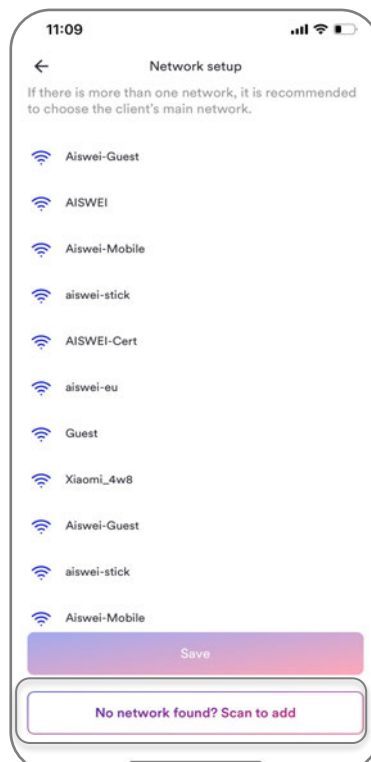 11:09
Network setup
If there is more than one network, it is recommended
to choose the client's main network.
Aiswei-Guest
AISWEI
Aiswei-Mobile
aiswei-stick
AISWEI-Cert
aiswei-eu
Guest
Xiaomi_4w8
Aiswei-Guest
aiswei-stick
Aiswei-Mobile
Save
No network found? Scan to add